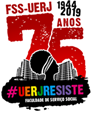 FSS-UERJ 1944
2019
75 ANOS
#UERJRESISTE
FACULDADE DE SERVIÇO SOCIAL